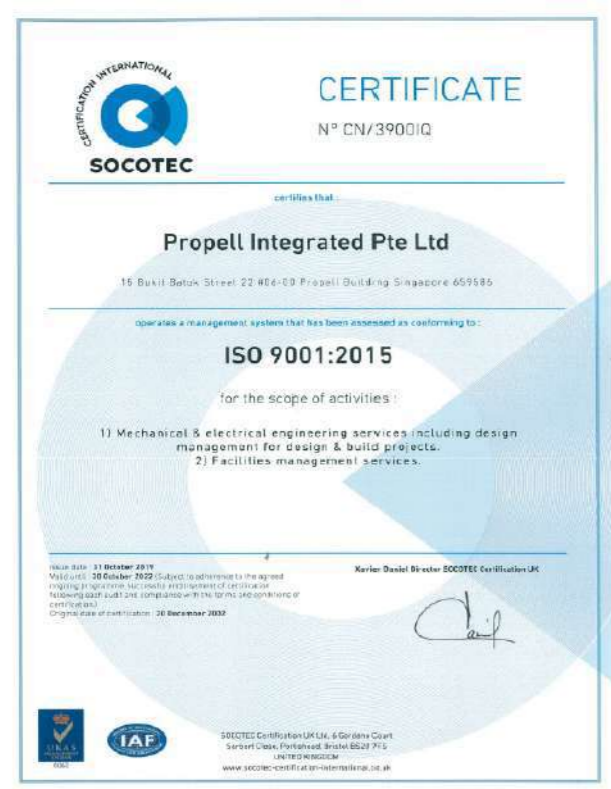 CERTIFICATION INTERNATIONAL
SOCOTEC
CERTIFICATE
N° CN/3900IQ
certifies that :
Propell Integrated Pte Ltd
15 Bukit Batok Street 22 #06-00 Propell Building Singapore 659586
operates a management system that has been assessed as conforming to :
ISO 9001:2015
for the scope of activities :
1) Mechanical & electrical engineering services including design
management for design & build projects.
2) Facilities management services.
Issue date : 31 October 2019
Valid until : 30 October 2022 (Subject to adherence to the agreed
ongoing programme, successful endorsement of certification
following each audit and compliance with the terms and conditions of
certification)
Original date of certification : 20 December 2002
Xavier Daniel Director SOCOTEC Certification UK
UKAS
MANAGEMENT
SYSTEMS
IAF
SOCOTEC Certification UK Ltd, 6 Gordano Court
Serbert Close, Portishead, Bristol BS20 7FS
UNITED KINGDOM
www.socotec-certification-international.co.uk